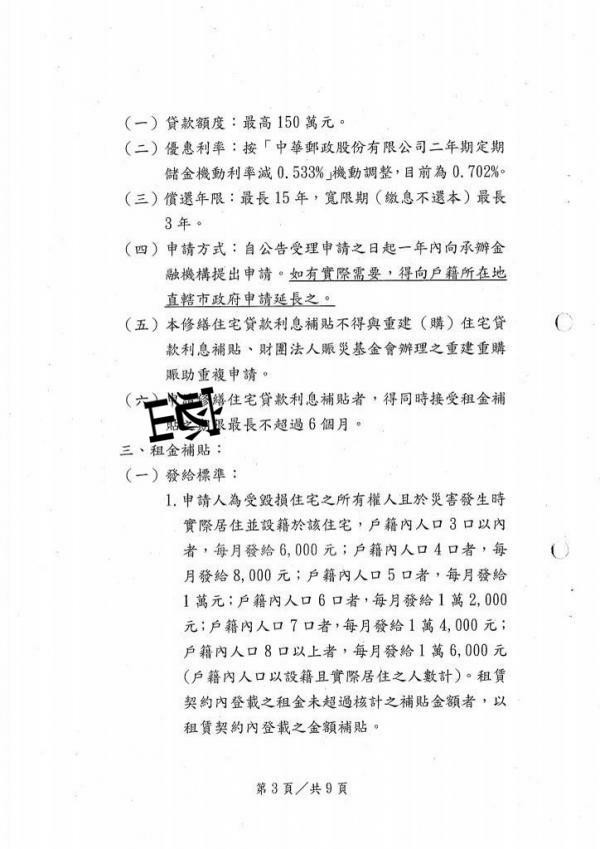 （一）貸款額度：最高 150 萬元。
（二）優惠利率：按「中華郵政股份有限公司二年期定期
儲金機動利率減 0.533%」機動調整，目前為 0.702%。
（三）償還年限：最長 15 年，寬限期（繳息不還本）最長
3 年。
（四）申請方式：自公告受理申請之日起一年內向承辦金
融機構提出申請。如有實際需要，得向戶籍所在地
直轄市政府申請延長之。
（五）本修繕住宅貸款利息補貼不得與重建（購）住宅貸
款利息補貼、財團法人賑災基金會辦理之重建重購
賑助重複申請。
（六）修繕住宅貸款利息補貼者，得同時接受租金補
貼之期限最長不超過 6 個月。
三、租金補貼：
（一）發給標準：
1.申請人為受毀損住宅之所有權人且於災害發生時
實際居住並設籍於該住宅，戶籍內人口 3 口以內
者，每月發給 6,000 元；戶籍內人口 4 口者，每
月發給 8,000 元；戶籍內人口 5 口者，每月發給
1 萬元；戶籍內人口 6 口者，每月發給 1 萬 2,000
元；戶籍內人口 7 口者，每月發給 1 萬 4,000 元；
戶籍內人口 8 口以上者，每月發給 1 萬 6,000 元
(戶籍內人口以設籍且實際居住之人數計)。租賃
契約內登載之租金未超過核計之補貼金額者，以
租賃契約內登載之金額補貼。
第 3 頁／共 9 頁